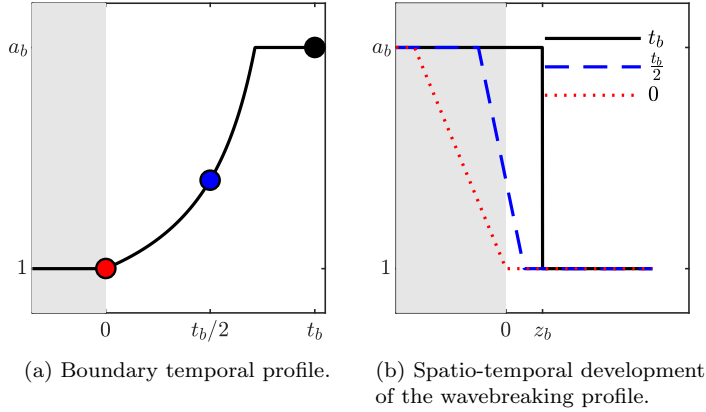 a_b
1
0
t_b/2
t_b
(a) Boundary temporal profile.
a_b
1
t_b
t_b/2
0
0
z_b
(b) Spatio-temporal development
of the wavebreaking profile.